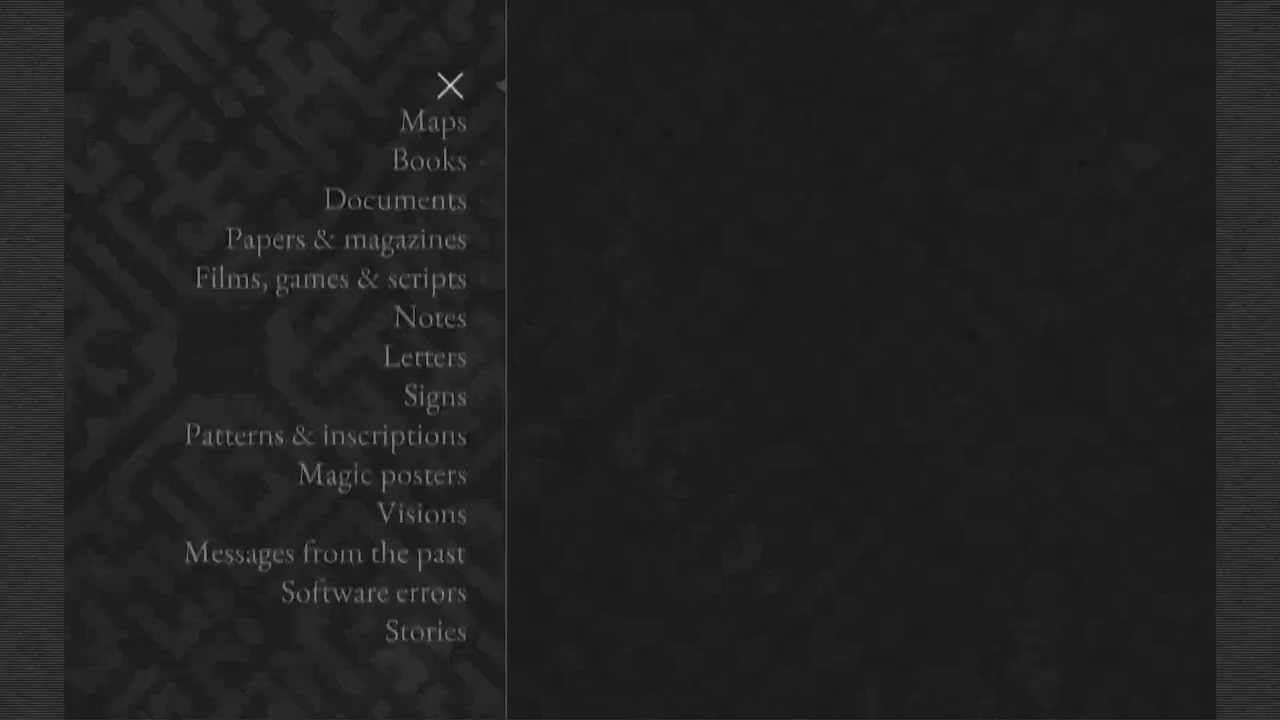 Maps
Books
Documents
Papers & magazines
Films, games & scripts
Notes
Letters
Signs
Patterns & inscriptions
Magic posters
Visions
Messages from the past
Software errors
Stories